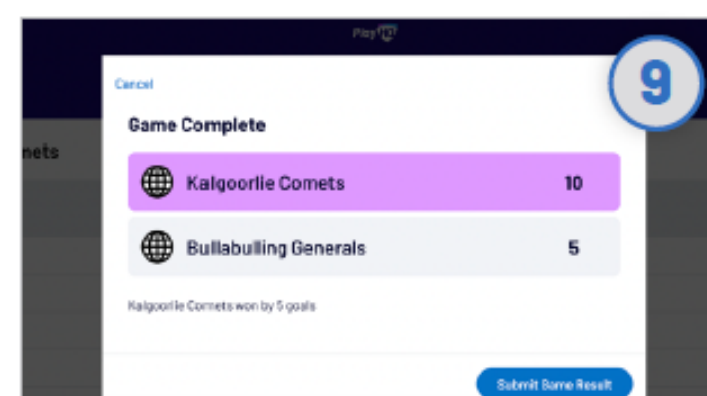 PlayHQ
Cancel
9
Game Complete
nets
Kalgoorlie Comets 10
Bullabulling Generals 5
Kalgoorlie Comets won by 5 goals
Submit Game Result